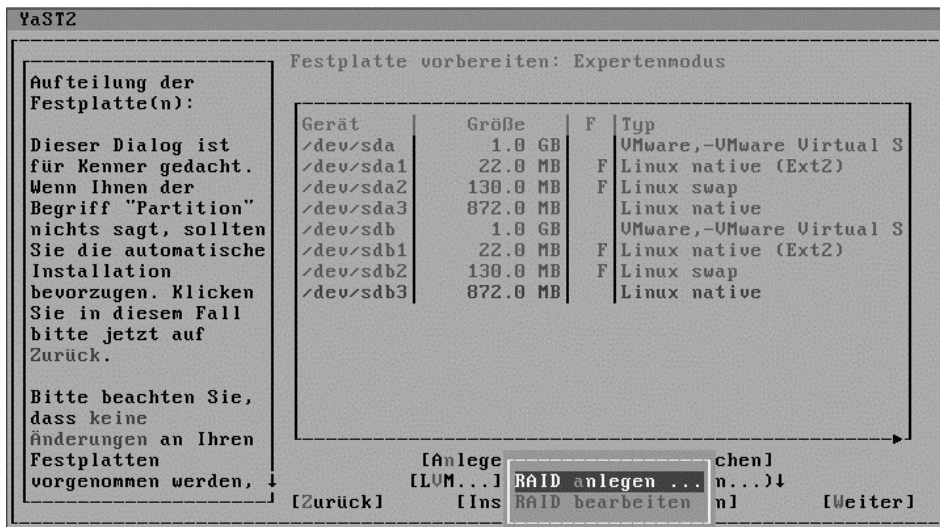 YaST2
Aufteilung der
Festplatte(n):
Dieser Dialog ist
für Kenner gedacht.
Wenn Ihnen der
Begriff "Partition"
nichts sagt, sollten
Sie die automatische
Installation
bevorzugen. Klicken
Sie in diesem Fall
bitte jetzt auf
Zurück.
Bitte beachten Sie,
dass keine
Änderungen an Ihren
Festplatten
vorgenommen werden,
Festplatte vorbereiten: Expertenmodus
Gerät Größe F Typ
/dev/sda 1.0 GB VMware,-VMware Virtual S
/dev/sda1 22.0 MB F Linux native (Ext2)
/dev/sda2 130.0 MB F Linux swap
/dev/sda3 872.0 MB Linux native
/dev/sdb 1.0 GB VMware,-VMware Virtual S
/dev/sdb1 22.0 MB F Linux native (Ext2)
/dev/sdb2 130.0 MB F Linux swap
/dev/sdb3 872.0 MB Linux native
[Anlege chen]
[LVM...] RAID anlegen ... n...)↓
[Zurück] [Ins RAID bearbeiten n] [Weiter]